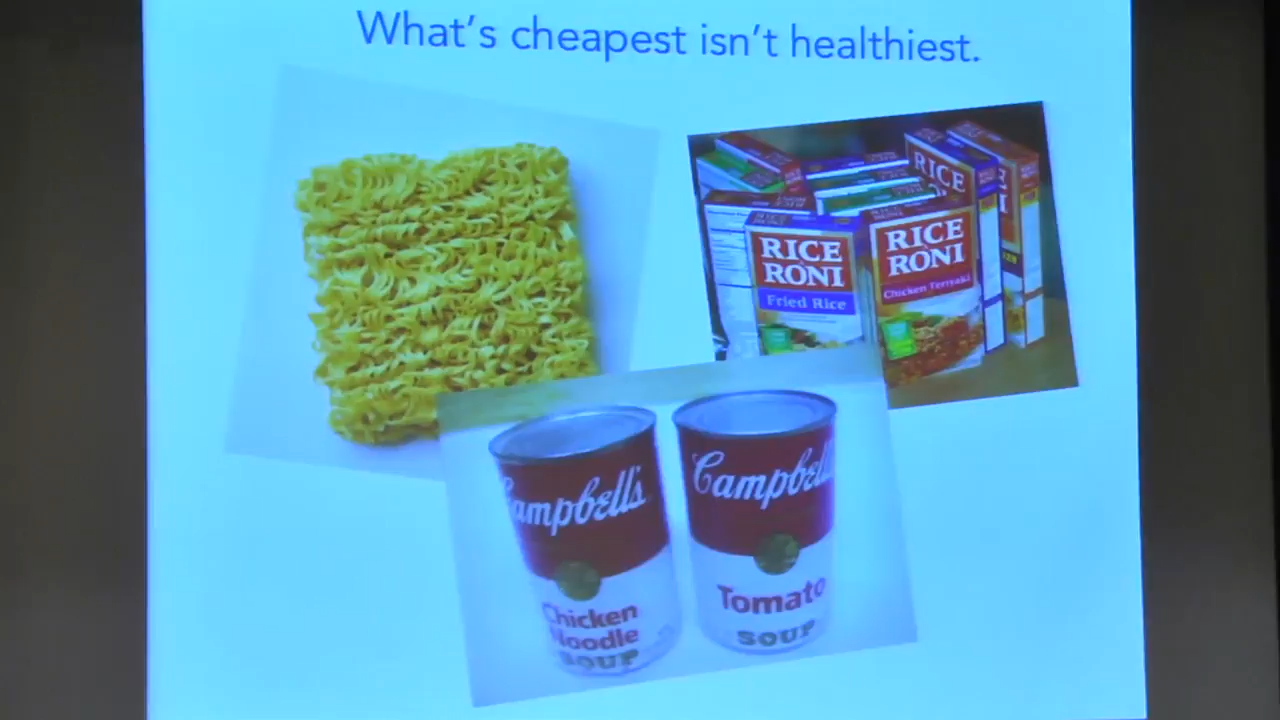 What's cheapest isn't healthiest.
RICE
RONI
Fried Rice
RICE
RONI
Chicken Teriyaki
RICE
Campbell's
Chicken
Noodle
SOUP
Campbell's
Tomato
SOUP